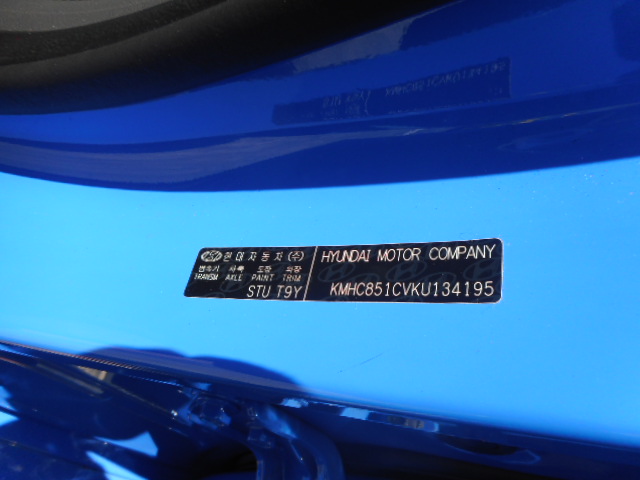 현대자동차(주)
변속기 차축 도장 의장
TRANSM AXLE PAINT TRIM
STU T9Y
HYUNDAI MOTOR COMPANY
KMHC851CVKU134195